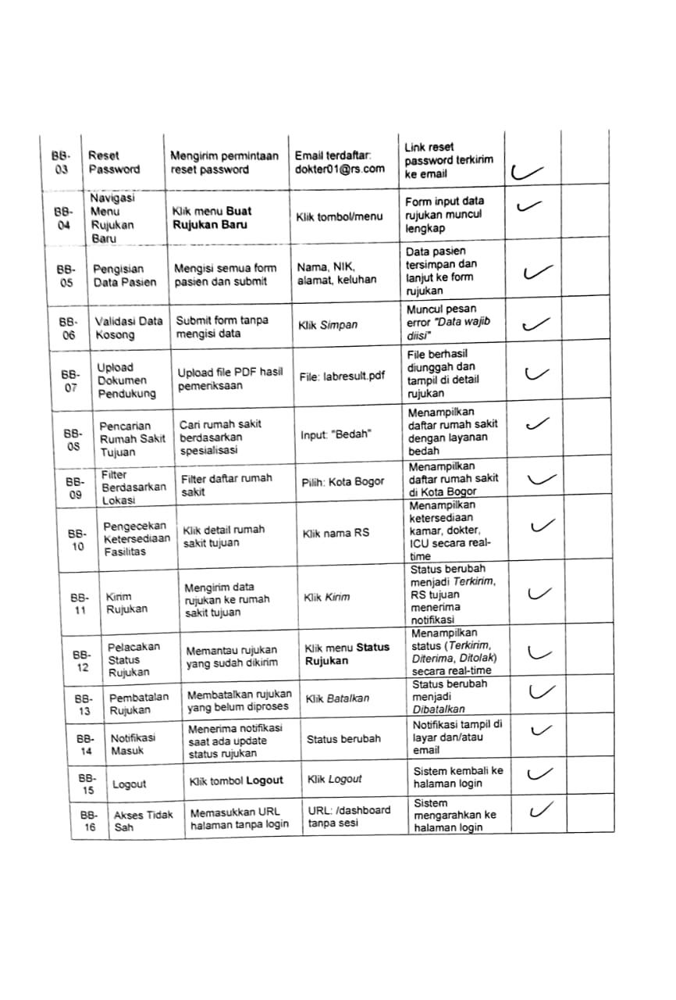 BB-03 Reset Password Mengirim permintaan reset password Email terdaftar: dokter01@rs.com Link reset password terkirim ke email ✓
BB-04 Navigasi Menu Rujukan Baru Klik menu Buat Rujukan Baru Klik tombol/menu Form input data rujukan muncul lengkap ✓
BB-05 Pengisian Data Pasien Mengisi semua form pasien dan submit Nama, NIK, alamat, keluhan Data pasien tersimpan dan lanjut ke form rujukan ✓
BB-06 Validasi Data Kosong Submit form tanpa mengisi data Klik Simpan Muncul pesan error "Data wajib diisi" ✓
BB-07 Upload Dokumen Pendukung Upload file PDF hasil pemeriksaan File: labresult.pdf File berhasil diunggah dan tampil di detail rujukan ✓
BB-08 Pencarian Rumah Sakit Tujuan Cari rumah sakit berdasarkan spesialisasi Input: "Bedah" Menampilkan daftar rumah sakit dengan layanan bedah ✓
BB-09 Filter Berdasarkan Lokasi Filter daftar rumah sakit Pilih: Kota Bogor Menampilkan daftar rumah sakit di Kota Bogor ✓
BB-10 Pengecekan Ketersediaan Fasilitas Klik detail rumah sakit tujuan Klik nama RS Menampilkan ketersediaan kamar, dokter, ICU secara real-time ✓
BB-11 Kirim Rujukan Mengirim data rujukan ke rumah sakit tujuan Klik Kirim Status berubah menjadi Terkirim, RS tujuan menerima notifikasi ✓
BB-12 Pelacakan Status Rujukan Memantau rujukan yang sudah dikirim Klik menu Status Rujukan Menampilkan status (Terkirim, Diterima, Ditolak) secara real-time ✓
BB-13 Pembatalan Rujukan Membatalkan rujukan yang belum diproses Klik Batalkan Status berubah menjadi Dibatalkan ✓
BB-14 Notifikasi Masuk Menerima notifikasi saat ada update status rujukan Status berubah Notifikasi tampil di layar dan/atau email ✓
BB-15 Logout Klik tombol Logout Klik Logout Sistem kembali ke halaman login ✓
BB-16 Akses Tidak Sah Memasukkan URL halaman tanpa login URL: /dashboard tanpa sesi Sistem mengarahkan ke halaman login ✓